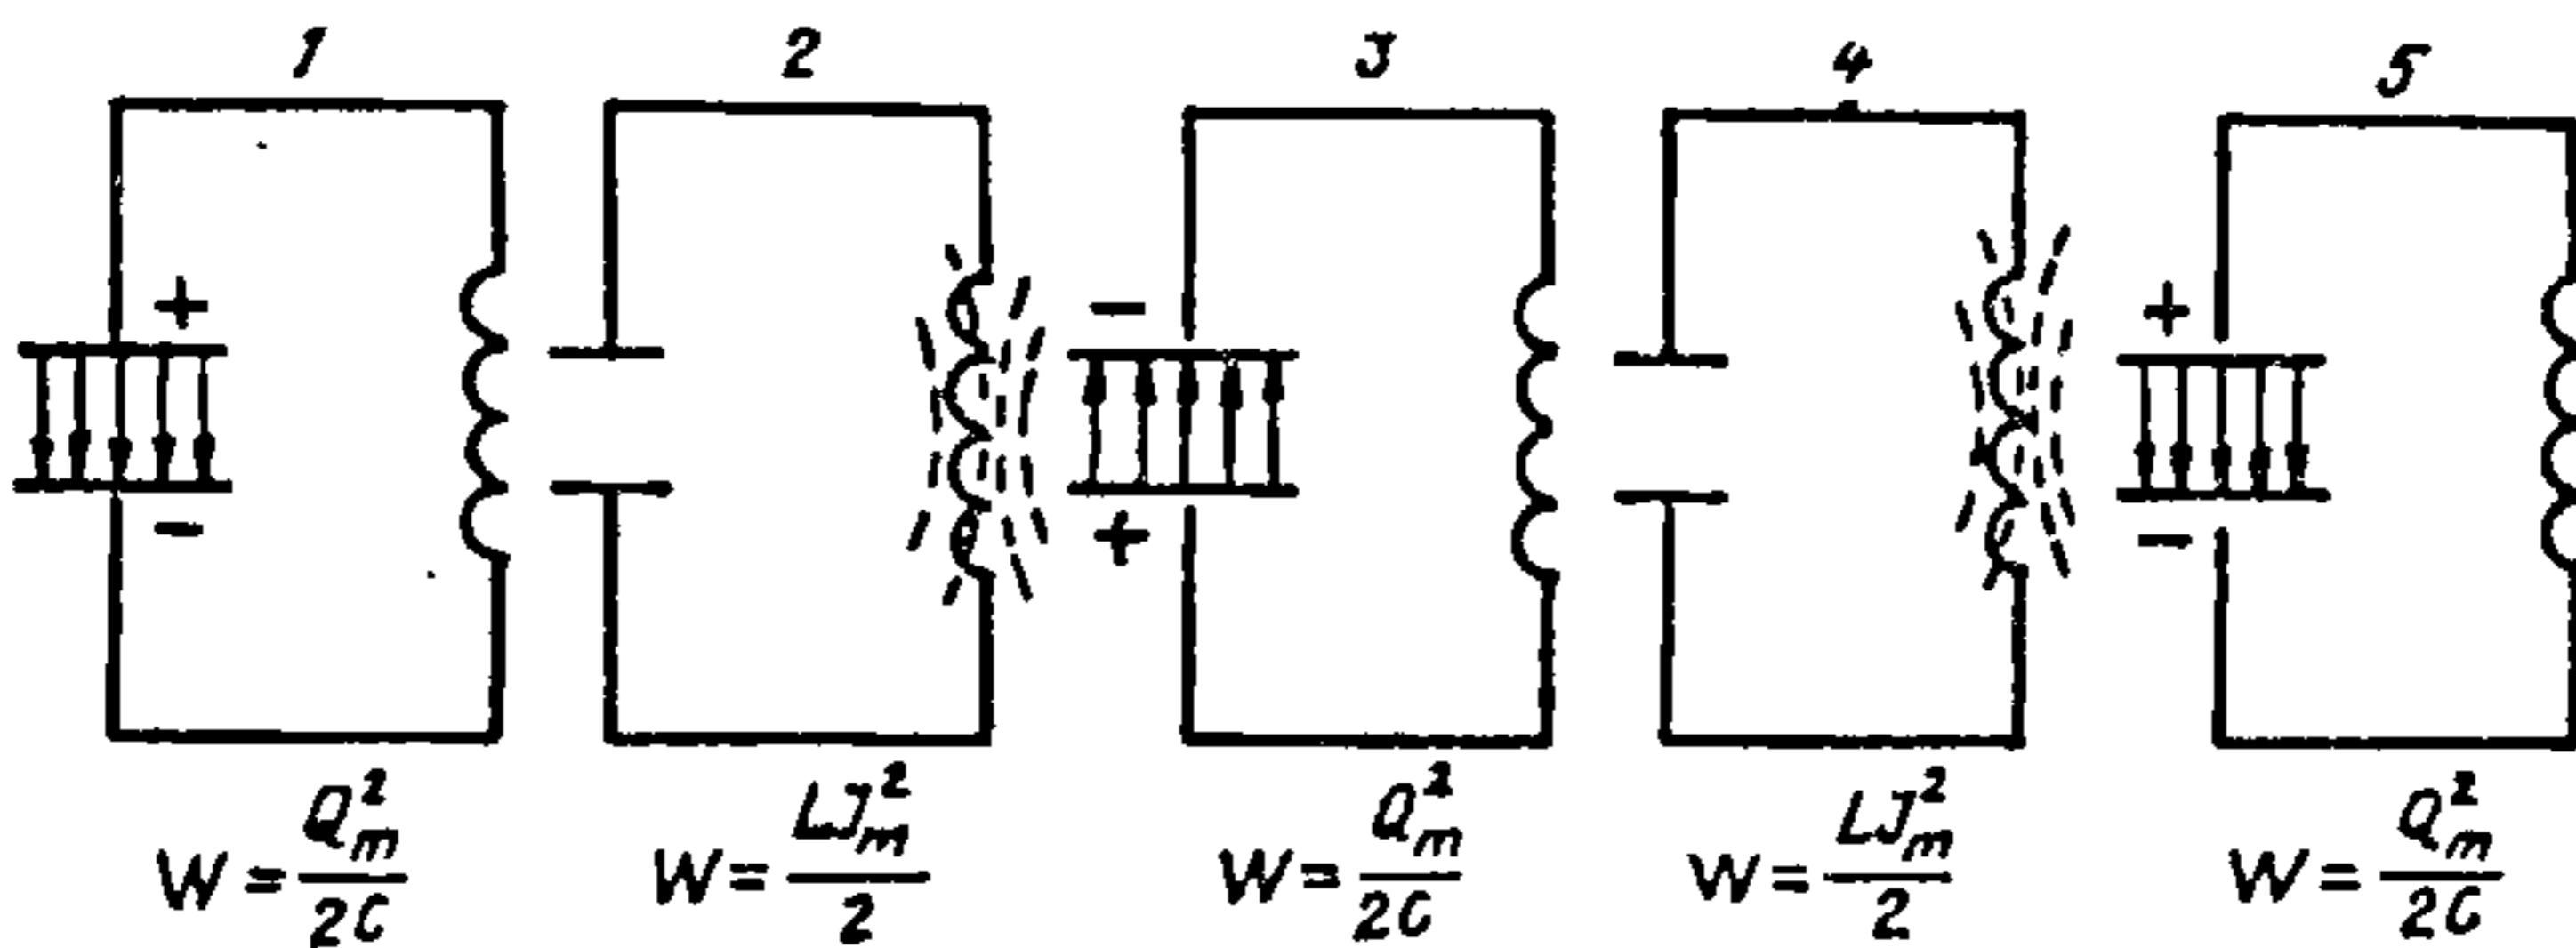 1 2 3 4 5
+ - + +
- + -
W = Q_m^2/2C W = LJ_m^2/2 W = Q_m^2/2C W = LJ_m^2/2 W = Q_m^2/2C